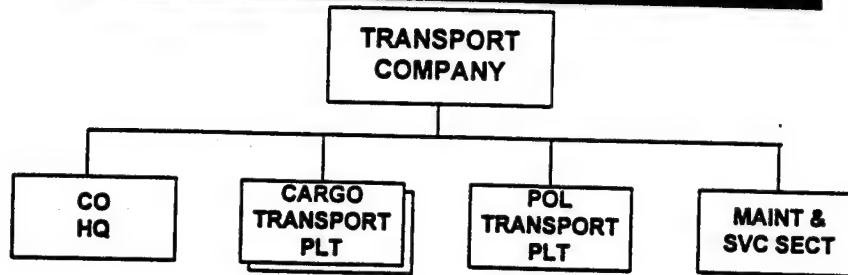 TRANSPORT
COMPANY
CO
HQ
CARGO
TRANSPORT
PLT
POL
TRANSPORT
PLT
MAINT &
SVC SECT